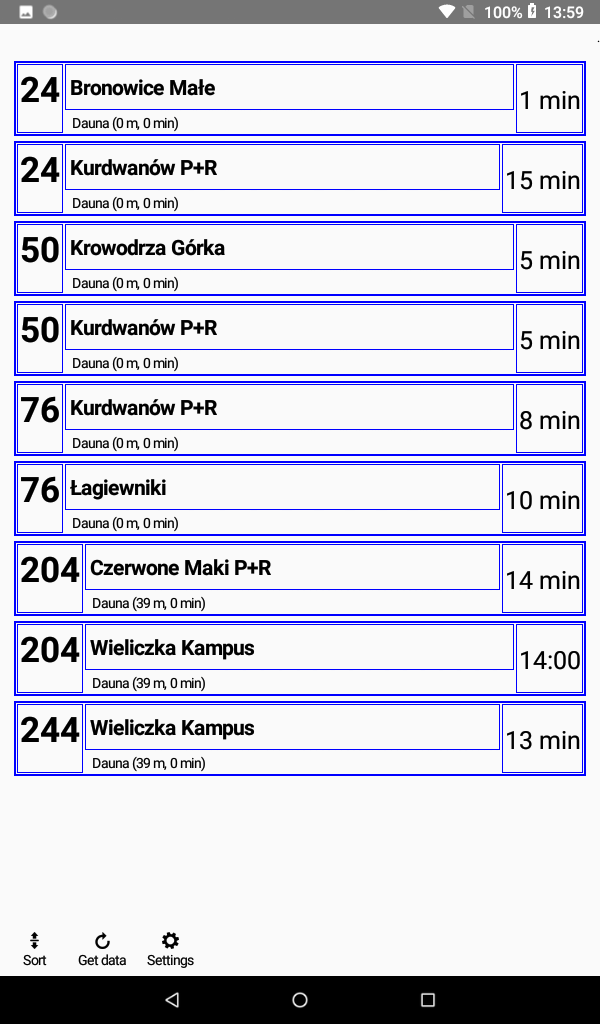 100% 13:59
24 Bronowice Małe 1 min
Dauna (0 m, 0 min)
24 Kurdwanów P+R 15 min
Dauna (0 m, 0 min)
50 Krowodrza Górka 5 min
Dauna (0 m, 0 min)
50 Kurdwanów P+R 5 min
Dauna (0 m, 0 min)
76 Kurdwanów P+R 8 min
Dauna (0 m, 0 min)
76 Łagiewniki 10 min
Dauna (0 m, 0 min)
204 Czerwone Maki P+R 14 min
Dauna (39 m, 0 min)
204 Wieliczka Kampus 14:00
Dauna (39 m, 0 min)
244 Wieliczka Kampus 13 min
Dauna (39 m, 0 min)
Sort Get data Settings